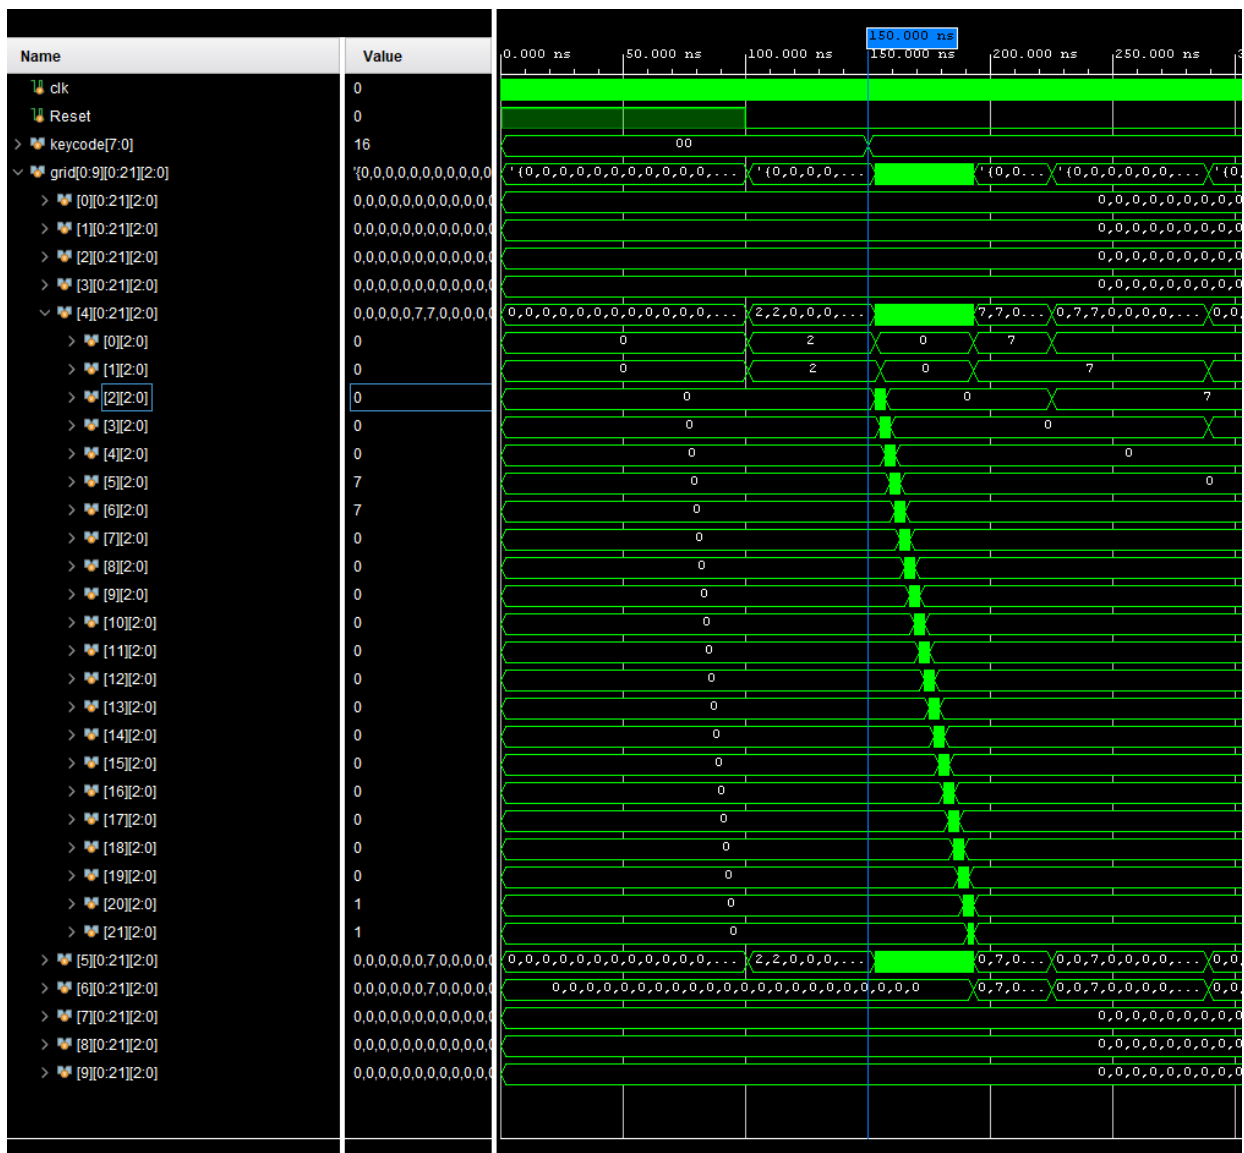 150.000 ns
Name Value 0.000 ns 50.000 ns 100.000 ns 150.000 ns 200.000 ns 250.000 ns
clk 0
Reset 0
keycode[7:0] 16 00
grid[0:9][0:21][2:0] '{0,0,0,0,0,0,0,0,0,0 '{0,0,0,0,0,0,0,0,0,0,0,... '{0,0,0,0,0,... '{0,0... '{0,0,0,0,0,... '{0,
[0][0:21][2:0] 0,0,0,0,0,0,0,0,0,0,0,0 0,0,0,0,0,0,0,0,0
[1][0:21][2:0] 0,0,0,0,0,0,0,0,0,0,0,0 0,0,0,0,0,0,0,0,0
[2][0:21][2:0] 0,0,0,0,0,0,0,0,0,0,0,0 0,0,0,0,0,0,0,0,0
[3][0:21][2:0] 0,0,0,0,0,0,0,0,0,0,0,0 0,0,0,0,0,0,0,0,0
[4][0:21][2:0] 0,0,0,0,0,7,7,0,0,0,0,0 0,0,0,0,0,0,0,0,0,0,0,... 2,2,0,0,0,... 7,7,0... 0,7,7,0,0,... 0,0
[0][2:0] 0 0 2 0 7
[1][2:0] 0 0 2 0 7
[2][2:0] 0 0 0 7
[3][2:0] 0 0 0
[4][2:0] 0 0 0
[5][2:0] 7 0 0
[6][2:0] 7 0
[7][2:0] 0 0
[8][2:0] 0 0
[9][2:0] 0 0
[10][2:0] 0 0
[11][2:0] 0 0
[12][2:0] 0 0
[13][2:0] 0 0
[14][2:0] 0 0
[15][2:0] 0 0
[16][2:0] 0 0
[17][2:0] 0 0
[18][2:0] 0 0
[19][2:0] 0 0
[20][2:0] 1 0
[21][2:0] 1 0
[5][0:21][2:0] 0,0,0,0,0,0,7,0,0,0,0,0 0,0,0,0,0,0,0,0,0,0,0,... 2,2,0,0,0,... 0,7,0... 0,0,7,0,0,... 0,0
[6][0:21][2:0] 0,0,0,0,0,0,7,0,0,0,0,0 0,0,0,0,0,0,0,0,0,0,0,0,0,0,0,0,0,0,0,0,0,0 0,7,0... 0,0,7,0,0,... 0,0
[7][0:21][2:0] 0,0,0,0,0,0,0,0,0,0,0,0 0,0,0,0,0,0,0,0,0
[8][0:21][2:0] 0,0,0,0,0,0,0,0,0,0,0,0 0,0,0,0,0,0,0,0,0
[9][0:21][2:0] 0,0,0,0,0,0,0,0,0,0,0,0 0,0,0,0,0,0,0,0,0